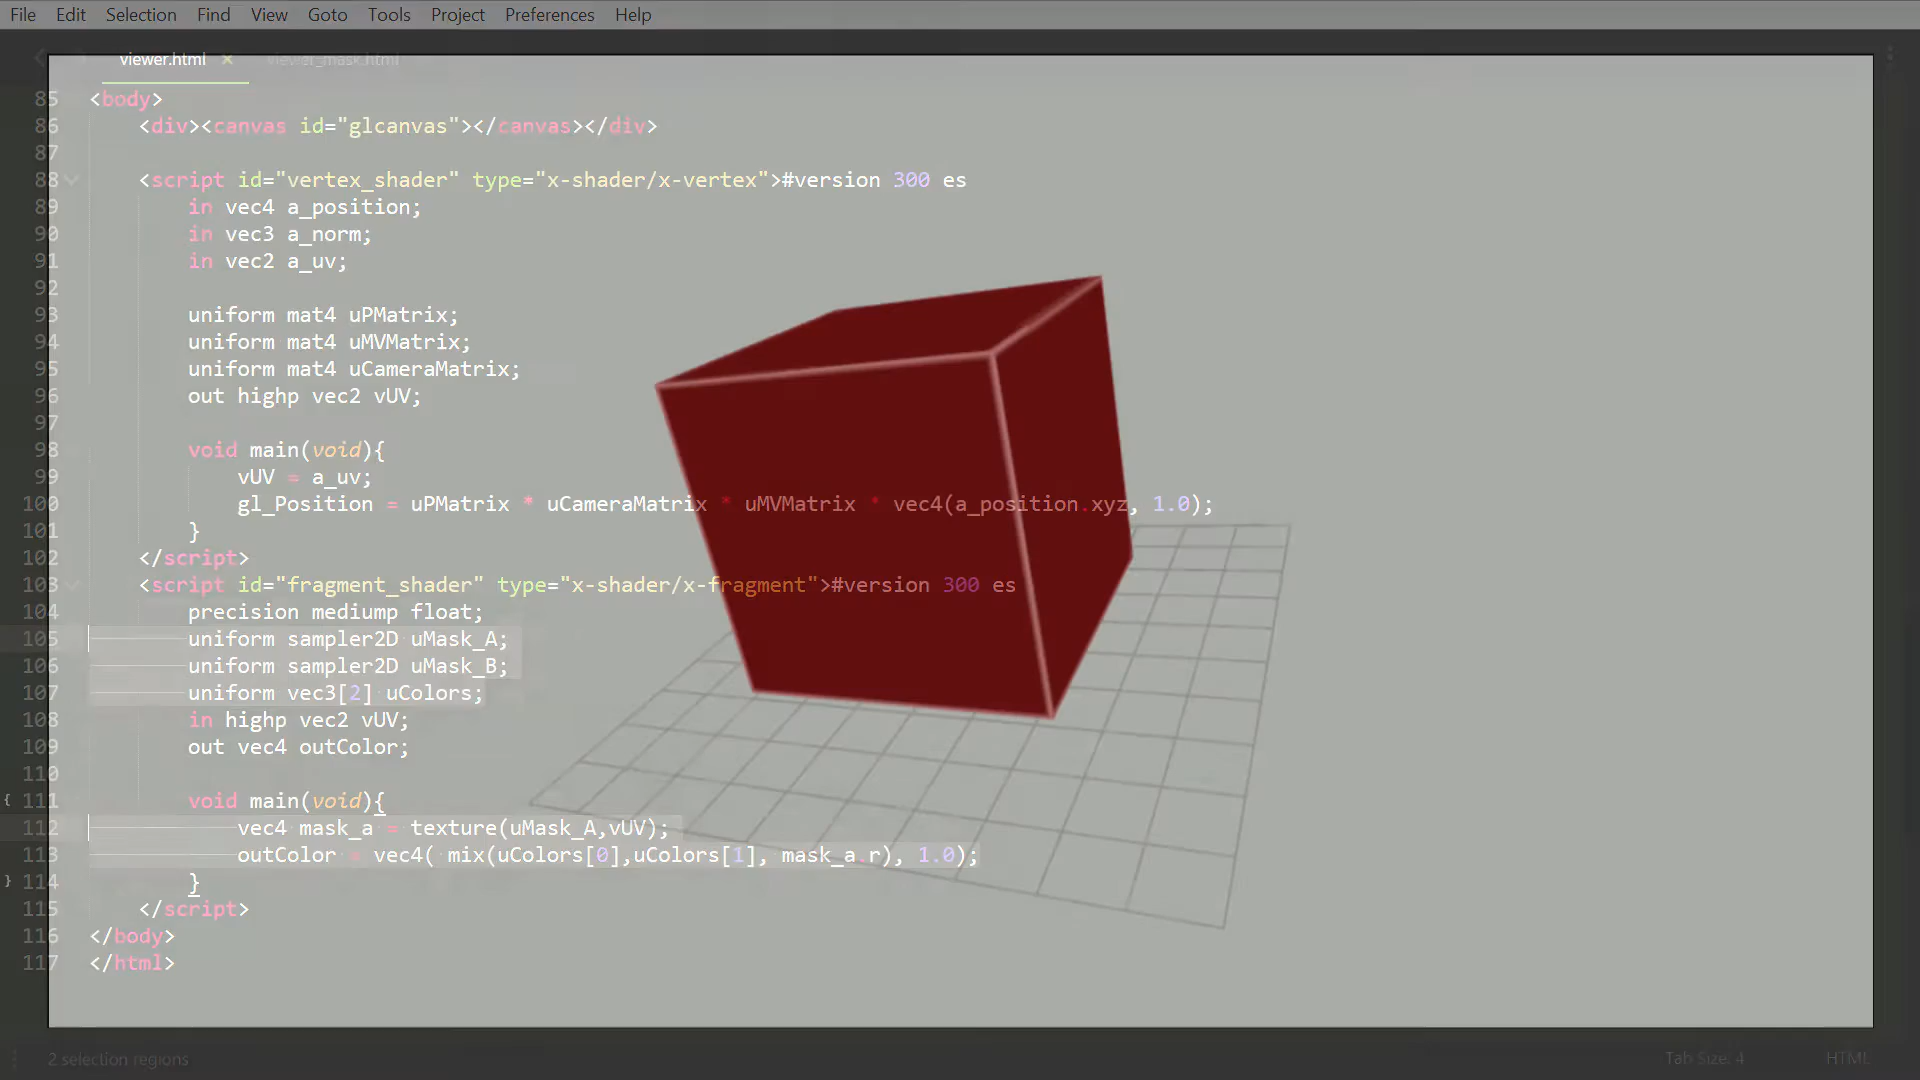 File Edit Selection Find View Goto Tools Project Preferences Help
viewer.html × viewer_mask.html
85 <body>
86 <div><canvas id="glcanvas"></canvas></div>
87
88 <script id="vertex_shader" type="x-shader/x-vertex">#version 300 es
89 in vec4 a_position;
90 in vec3 a_norm;
91 in vec2 a_uv;
92
93 uniform mat4 uPMatrix;
94 uniform mat4 uMVMatrix;
95 uniform mat4 uCameraMatrix;
96 out highp vec2 vUV;
97
98 void main(void){
99 vUV = a_uv;
100 gl_Position = uPMatrix * uCameraMatrix * uMVMatrix * vec4(a_position.xyz, 1.0);
101 }
102 </script>
103 <script id="fragment_shader" type="x-shader/x-fragment">#version 300 es
104 precision mediump float;
105 uniform sampler2D uMask_A;
106 uniform sampler2D uMask_B;
107 uniform vec3[2] uColors;
108 in highp vec2 vUV;
109 out vec4 outColor;
110
{ 111 void main(void){
112 vec4 mask_a = texture(uMask_A,vUV);
113 outColor = vec4( mix(uColors[0],uColors[1], mask_a.r), 1.0);
} 114 }
115 </script>
116 </body>
117 </html>
2 selection regions Tab Size: 4 HTML